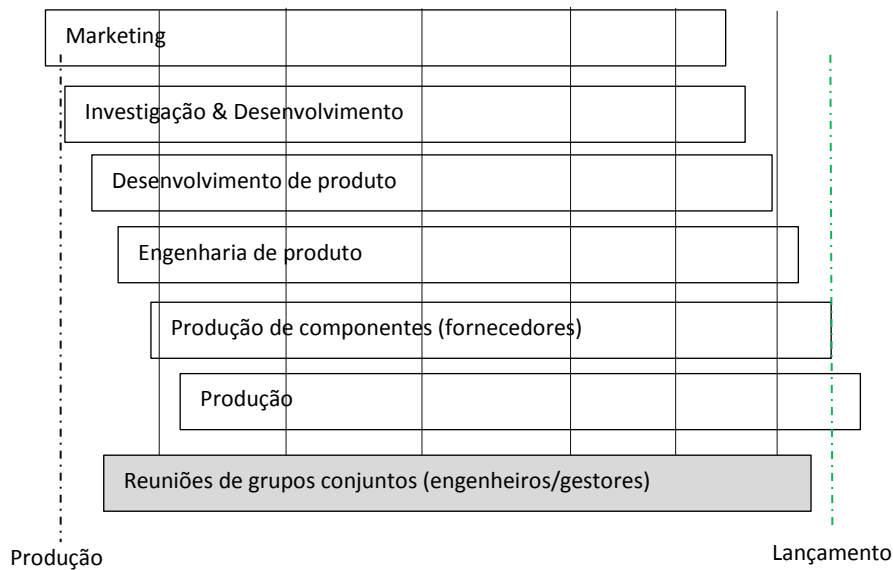 Marketing
Investigação & Desenvolvimento
Desenvolvimento de produto
Engenharia de produto
Produção de componentes (fornecedores)
Produção
Reuniões de grupos conjuntos (engenheiros/gestores)
Produção
Lançamento